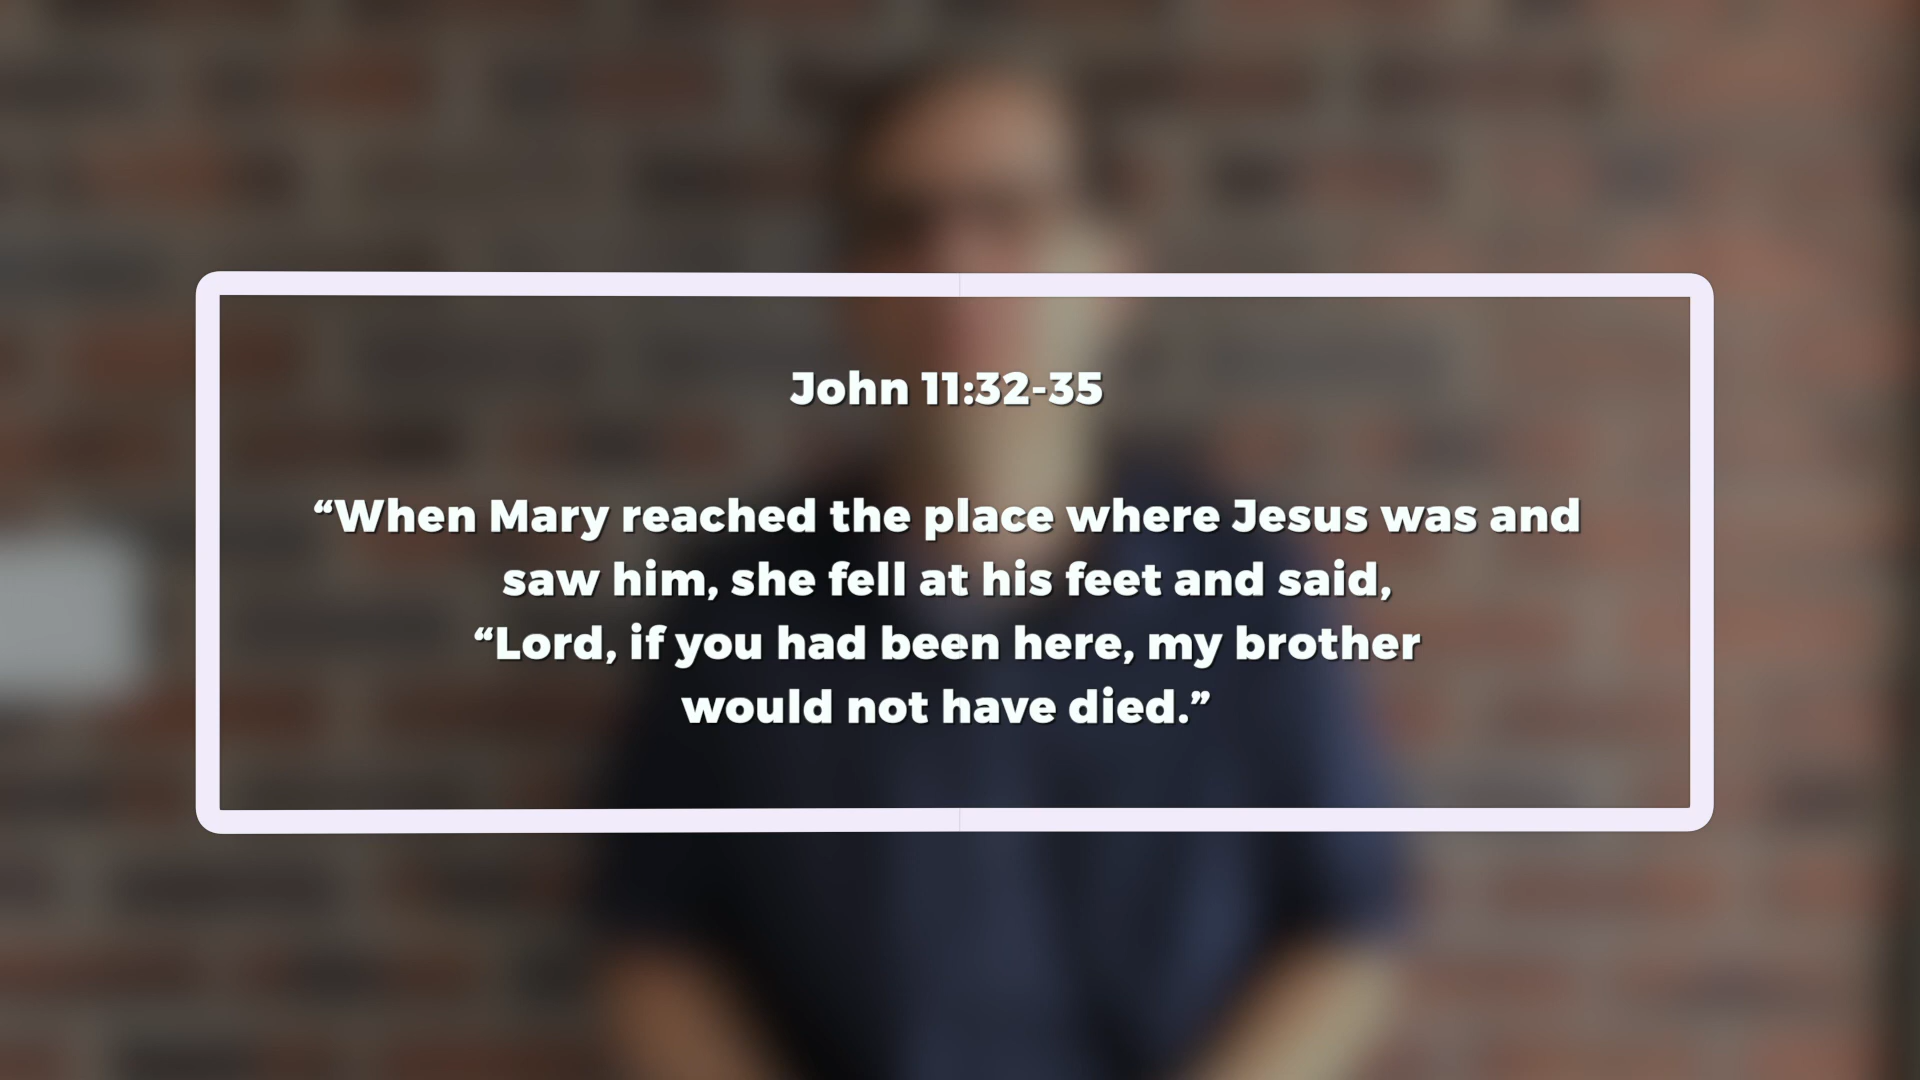 John 11:32-35
“When Mary reached the place where Jesus was and
saw him, she fell at his feet and said,
“Lord, if you had been here, my brother
would not have died.”